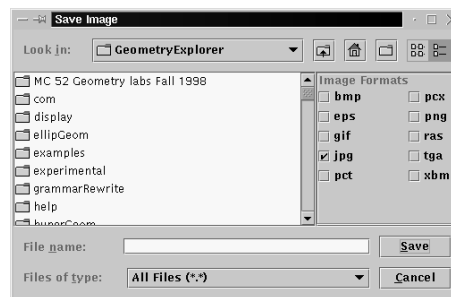 Save Image
Look in: GeometryExplorer
MC 52 Geometry labs Fall 1998
com
display
ellipGeom
examples
experimental
grammarRewrite
help
hyperGeom
Image Formats
bmp pcx
eps png
gif ras
jpg tga
pct xbm
File name: Save
Files of type: All Files (*.*) Cancel